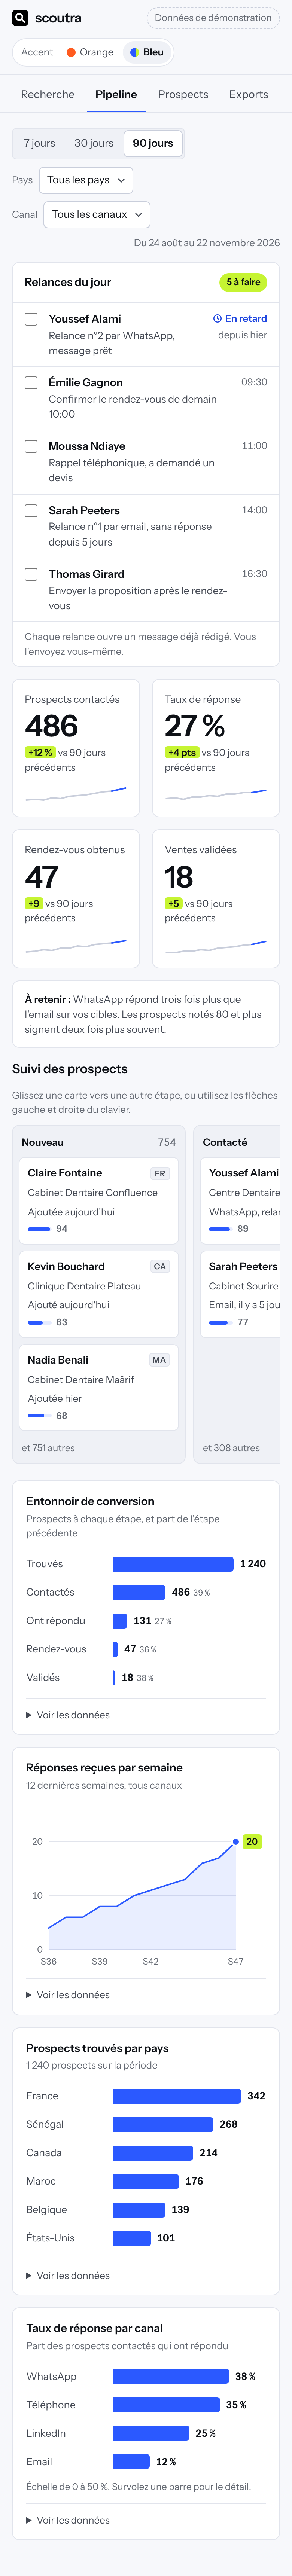 scoutra
Données de démonstration
Accent
Orange
Bleu
Recherche
Pipeline
Prospects
Exports
7 jours
30 jours
90 jours
Pays
Tous les pays
Canal
Tous les canaux
Du 24 août au 22 novembre 2026
Relances du jour
5 à faire
Youssef Alami
En retard
Relance n°2 par WhatsApp,
message prêt
depuis hier
Émilie Gagnon
09:30
Confirmer le rendez-vous de demain
10:00
Moussa Ndiaye
11:00
Rappel téléphonique, a demandé un
devis
Sarah Peeters
14:00
Relance n°1 par email, sans réponse
depuis 5 jours
Thomas Girard
16:30
Envoyer la proposition après le rendez-
vous
Chaque relance ouvre un message déjà rédigé. Vous
l'envoyez vous-même.
Prospects contactés
486
+12 % vs 90 jours
précédents
Taux de réponse
27 %
+4 pts vs 90 jours
précédents
Rendez-vous obtenus
47
+9 vs 90 jours
précédents
Ventes validées
18
+5 vs 90 jours
précédents
À retenir : WhatsApp répond trois fois plus que
l'email sur vos cibles. Les prospects notés 80 et plus
signent deux fois plus souvent.
Suivi des prospects
Glissez une carte vers une autre étape, ou utilisez les flèches
gauche et droite du clavier.
Nouveau
754
Claire Fontaine
FR
Cabinet Dentaire Confluence
Ajoutée aujourd'hui
94
Kevin Bouchard
CA
Clinique Dentaire Plateau
Ajouté aujourd'hui
63
Nadia Benali
MA
Cabinet Dentaire Maârif
Ajoutée hier
68
et 751 autres
Contacté
Youssef Alami
Centre Dentaire
WhatsApp, relan
89
Sarah Peeters
Cabinet Sourire
Email, il y a 5 jou
77
et 308 autres
Entonnoir de conversion
Prospects à chaque étape, et part de l'étape
précédente
Trouvés
1 240
Contactés
486 39 %
Ont répondu
131 27 %
Rendez-vous
47 36 %
Validés
18 38 %
Voir les données
Réponses reçues par semaine
12 dernières semaines, tous canaux
20
20
10
0
S36
S39
S42
S47
Voir les données
Prospects trouvés par pays
1 240 prospects sur la période
France
342
Sénégal
268
Canada
214
Maroc
176
Belgique
139
États-Unis
101
Voir les données
Taux de réponse par canal
Part des prospects contactés qui ont répondu
WhatsApp
38 %
Téléphone
35 %
LinkedIn
25 %
Email
12 %
Échelle de 0 à 50 %. Survolez une barre pour le détail.
Voir les données